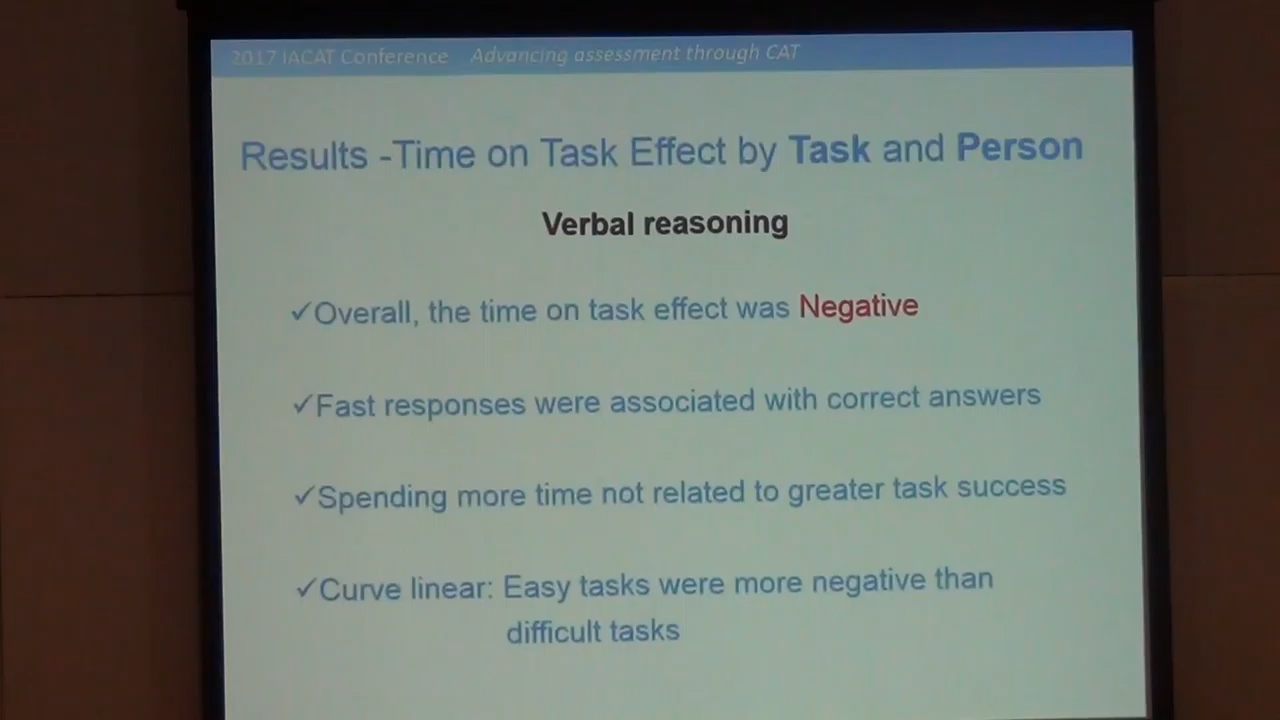 2017 IACAT Conference Advancing assessment through CAT
Results -Time on Task Effect by Task and Person
Verbal reasoning
✓Overall, the time on task effect was Negative
✓Fast responses were associated with correct answers
✓Spending more time not related to greater task success
✓Curve linear: Easy tasks were more negative than
difficult tasks